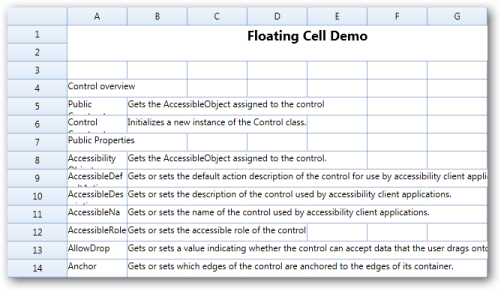 A B C D E F G
1 Floating Cell Demo
2
3
4 Control overview
5 Public Gets the AccessibleObject assigned to the control
6 Control Initializes a new instance of the Control class.
7 Public Properties
8 Accessibility Gets the AccessibleObject assigned to the control.
9 AccessibleDef Gets or sets the default action description of the control for use by accessibility client appli
10 AccessibleDes Gets or sets the description of the control used by accessibility client applications.
11 AccessibleNa Gets or sets the name of the control used by accessibility client applications.
12 AccessibleRole Gets or sets the accessible role of the control
13 AllowDrop Gets or sets a value indicating whether the control can accept data that the user drags onto
14 Anchor Gets or sets which edges of the control are anchored to the edges of its container.